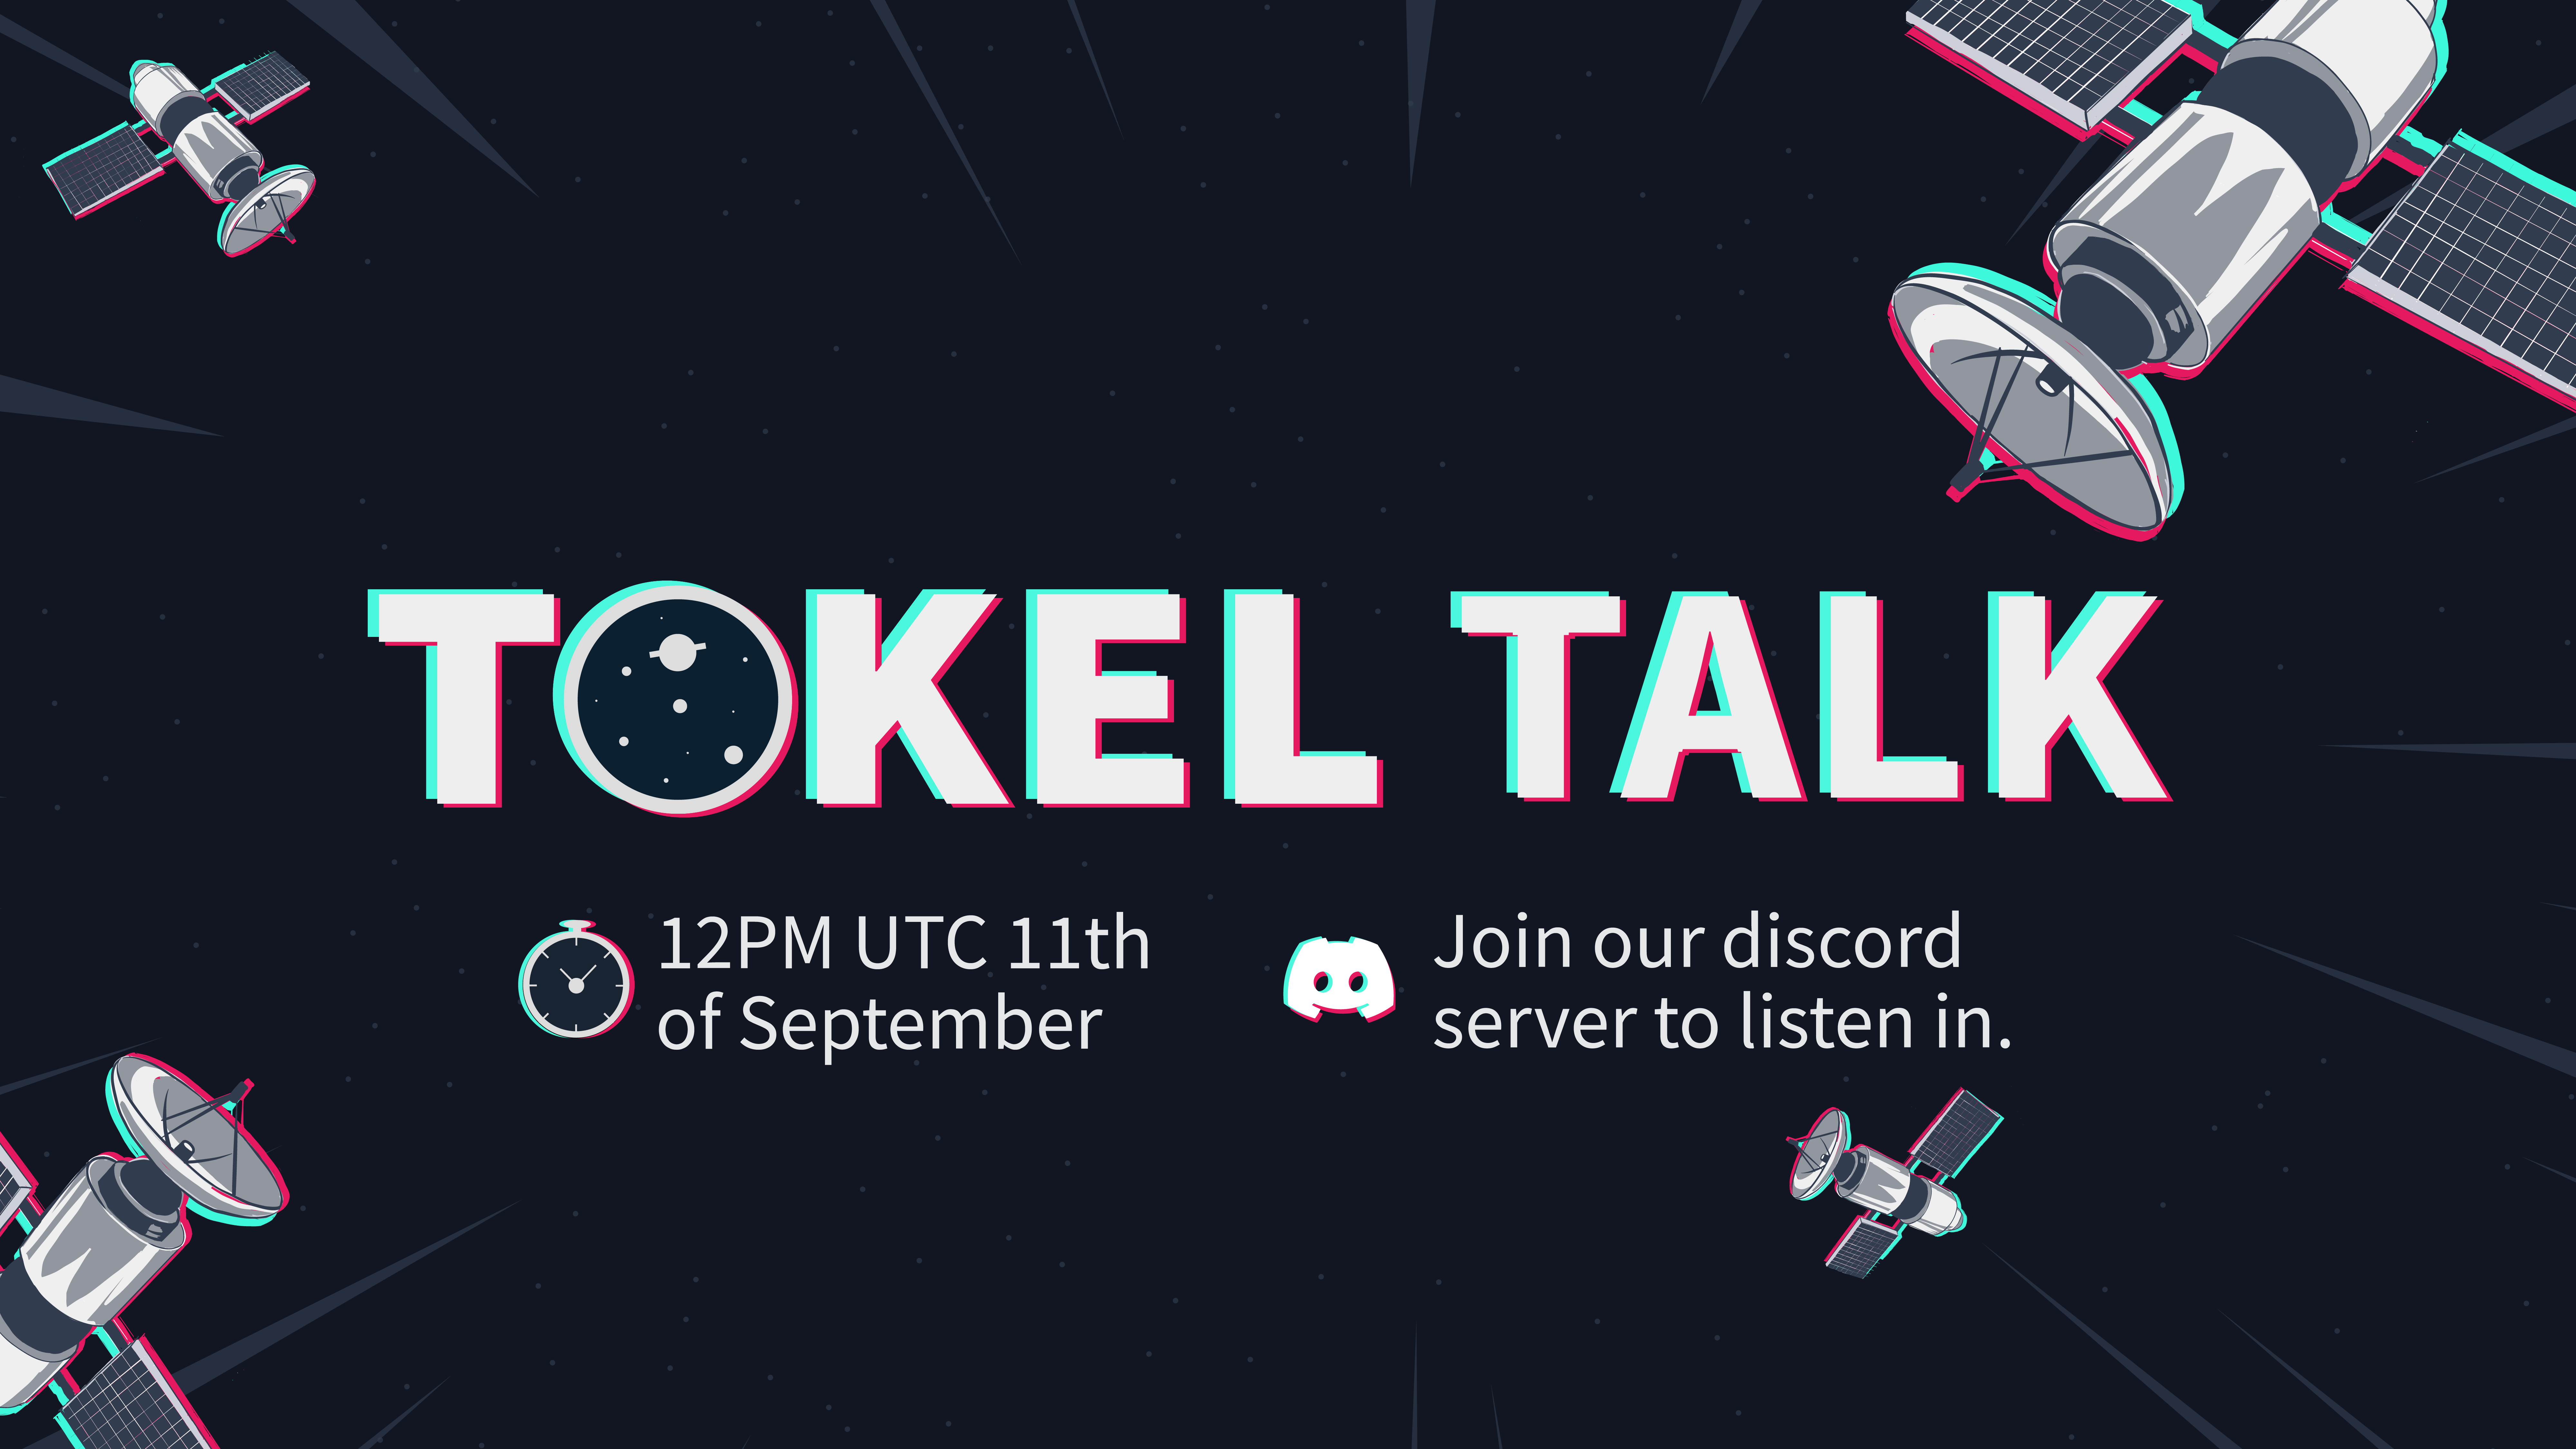 TOKEL TALK
12PM UTC 11th
of September
Join our discord
server to listen in.